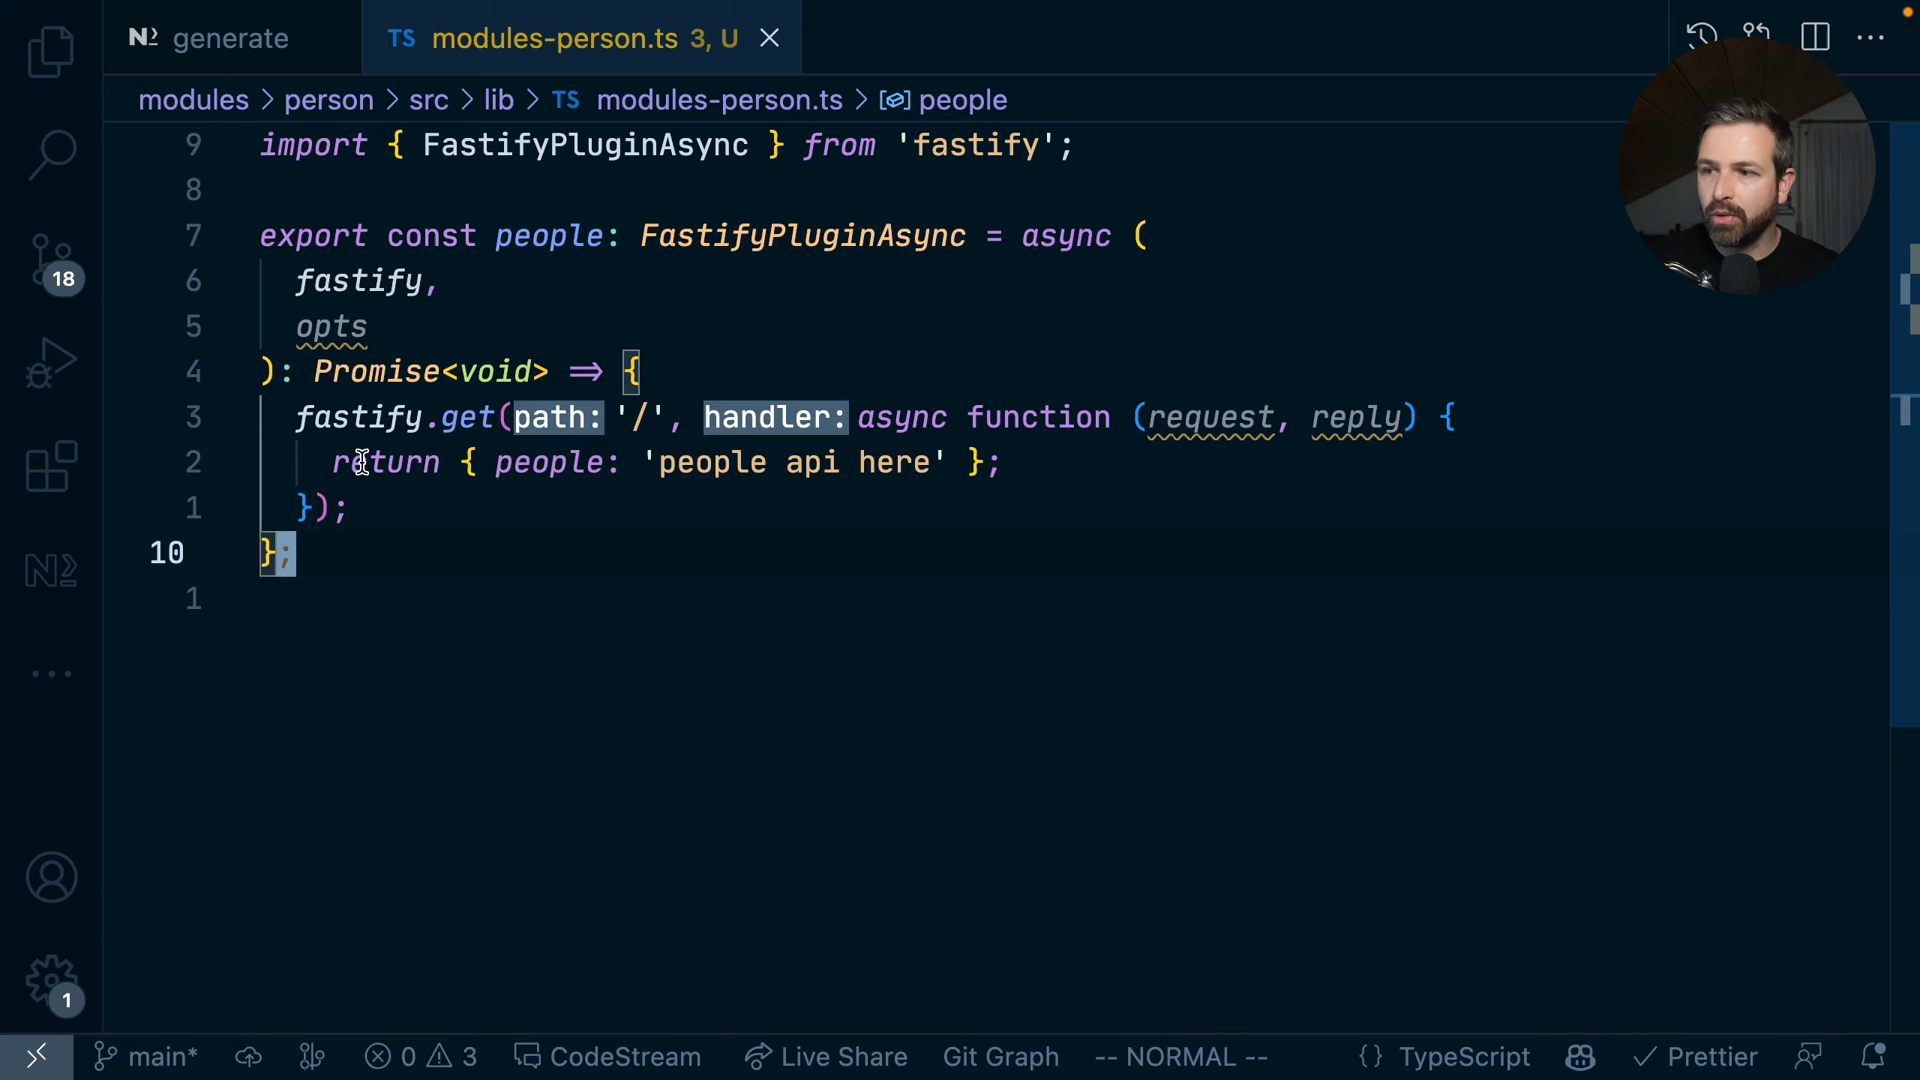 generate
TS modules-person.ts 3, U
modules > person > src > lib > TS modules-person.ts > people
9 import { FastifyPluginAsync } from 'fastify';
8
7 export const people: FastifyPluginAsync = async (
6 fastify,
5 opts
4 ): Promise<void> => {
3 fastify.get(path: '/', handler: async function (request, reply) {
2 return { people: 'people api here' };
1 });
10 };
1
18
1
main* 0 3 CodeStream Live Share Git Graph -- NORMAL -- {} TypeScript Prettier